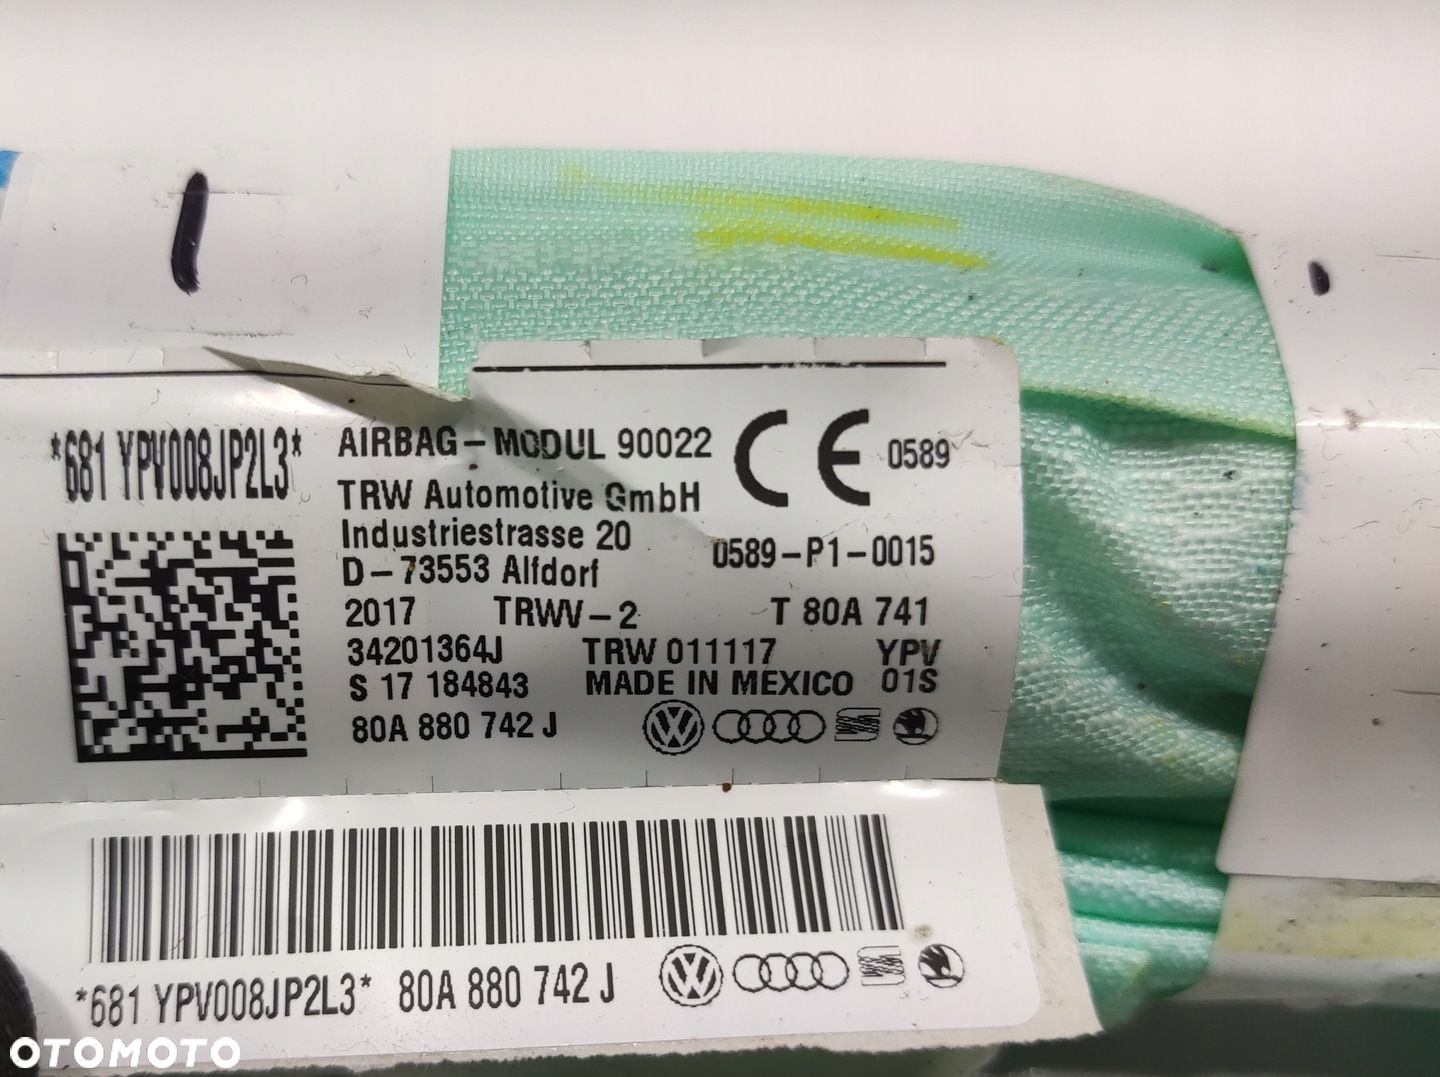 *681 YPV008JP2L3*
AIRBAG-MODUL 90022
CE 0589
TRW Automotive GmbH
Industriestrasse 20
0589-P1-0015
D-73553 Alfdorf
2017 TRWV-2 T 80A 741
34201364J TRW 011117 YPV
S 17 184843 MADE IN MEXICO 01S
80A 880 742 J
*681 YPV008JP2L3* 80A 880 742 J
OTOMOTO